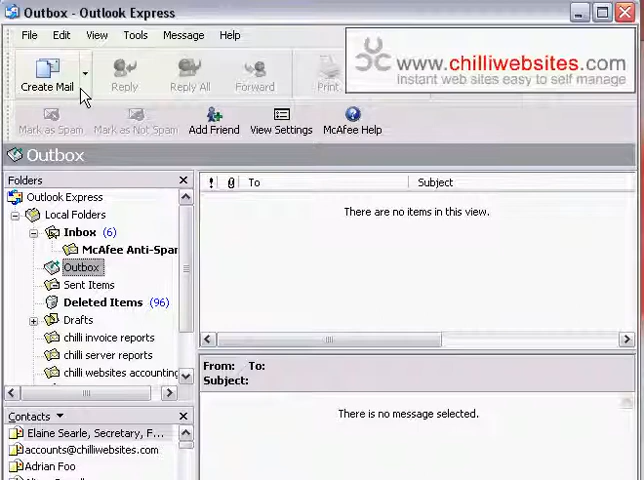 Outbox - Outlook Express
File Edit View Tools Message Help
www.chilliwebsites.com
instant web sites easy to self manage
Create Mail Reply Reply All Forward Print
Mark as Spam Mark as Not Spam Add Friend View Settings McAfee Help
Outbox
Folders
! To Subject
Outlook Express
Local Folders
Inbox (6)
McAfee Anti-Spar
Outbox
Sent Items
Deleted Items (96)
Drafts
chilli invoice reports
chilli server reports
chilli websites accounting
There are no items in this view.
From: To:
Subject:
There is no message selected.
Contacts
Elaine Searle, Secretary, F...
accounts@chilliwebsites.com
Adrian Foo